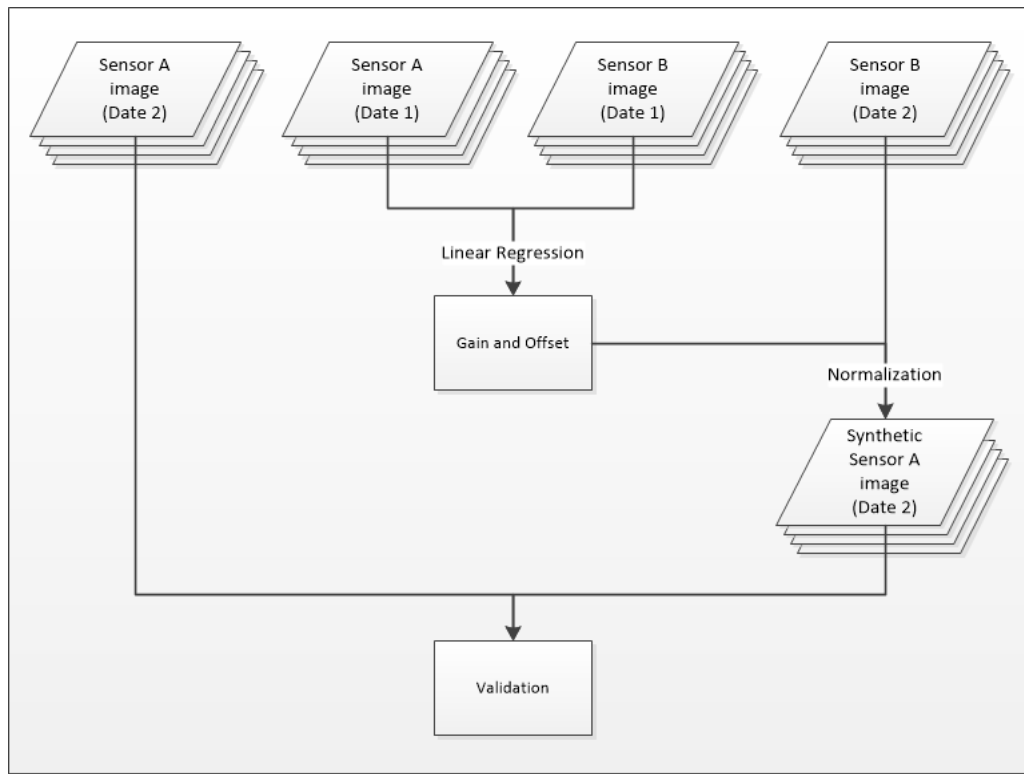 Sensor A
image
(Date 2)
Sensor A
image
(Date 1)
Sensor B
image
(Date 1)
Sensor B
image
(Date 2)
Linear Regression
Gain and Offset
Normalization
Synthetic
Sensor A
image
(Date 2)
Validation